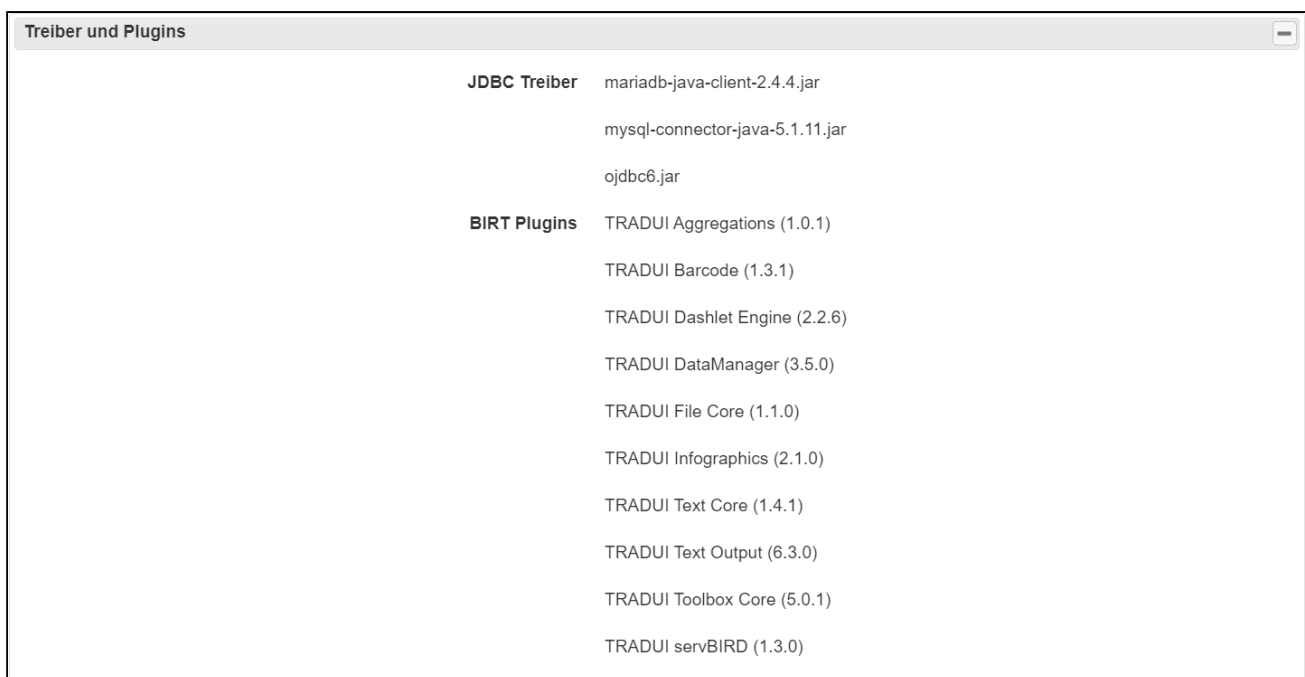 Treiber und Plugins
JDBC Treiber mariadb-java-client-2.4.4.jar
mysql-connector-java-5.1.11.jar
ojdbc6.jar
BIRT Plugins TRADUI Aggregations (1.0.1)
TRADUI Barcode (1.3.1)
TRADUI Dashlet Engine (2.2.6)
TRADUI DataManager (3.5.0)
TRADUI File Core (1.1.0)
TRADUI Infographics (2.1.0)
TRADUI Text Core (1.4.1)
TRADUI Text Output (6.3.0)
TRADUI Toolbox Core (5.0.1)
TRADUI servBIRD (1.3.0)